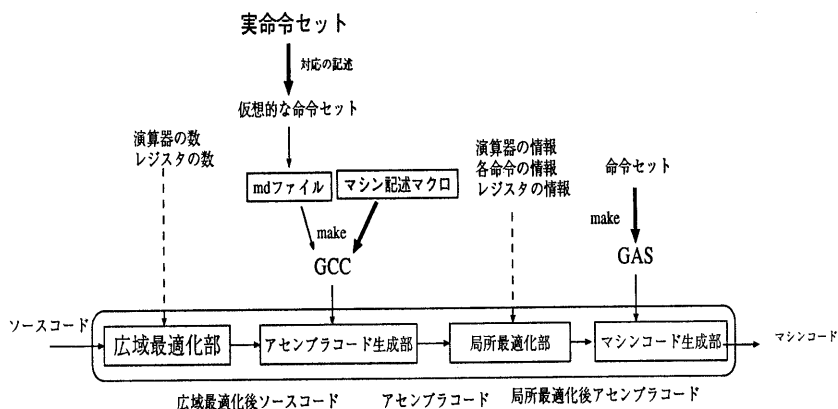 実命令セット
対応の記述
仮想的な命令セット
演算器の数
レジスタの数
演算器の情報
各命令の情報
レジスタの情報
命令セット
mdファイル
マシン記述マクロ
make
make
GCC
GAS
ソースコード
広域最適化部
アセンブラコード生成部
局所最適化部
マシンコード生成部
マシンコード
広域最適化後ソースコード
アセンブラコード
局所最適化後アセンブラコード